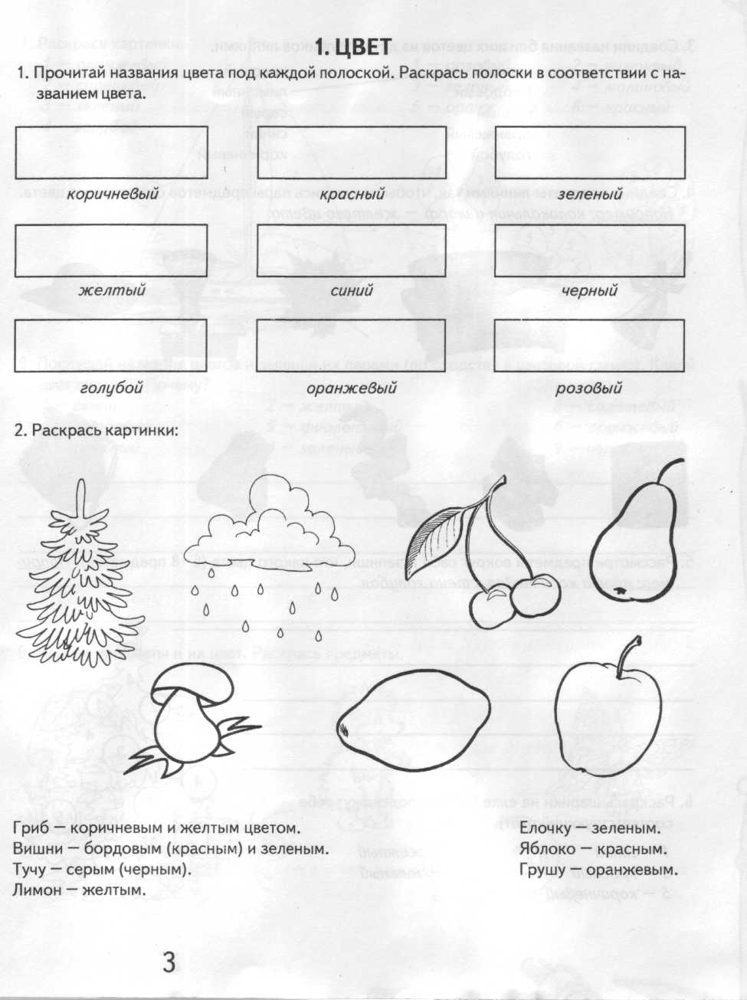 1. ЦВЕТ
1. Прочитай названия цвета под каждой полоской. Раскрась полоски в соответствии с на-
званием цвета.
коричневый красный зеленый
желтый синий черный
голубой оранжевый розовый
2. Раскрась картинки:
Гриб — коричневым и желтым цветом.
Вишни — бордовым (красным) и зеленым.
Тучу — серым (черным).
Лимон — желтым.
Елочку — зеленым.
Яблоко — красным.
Грушу — оранжевым.
3